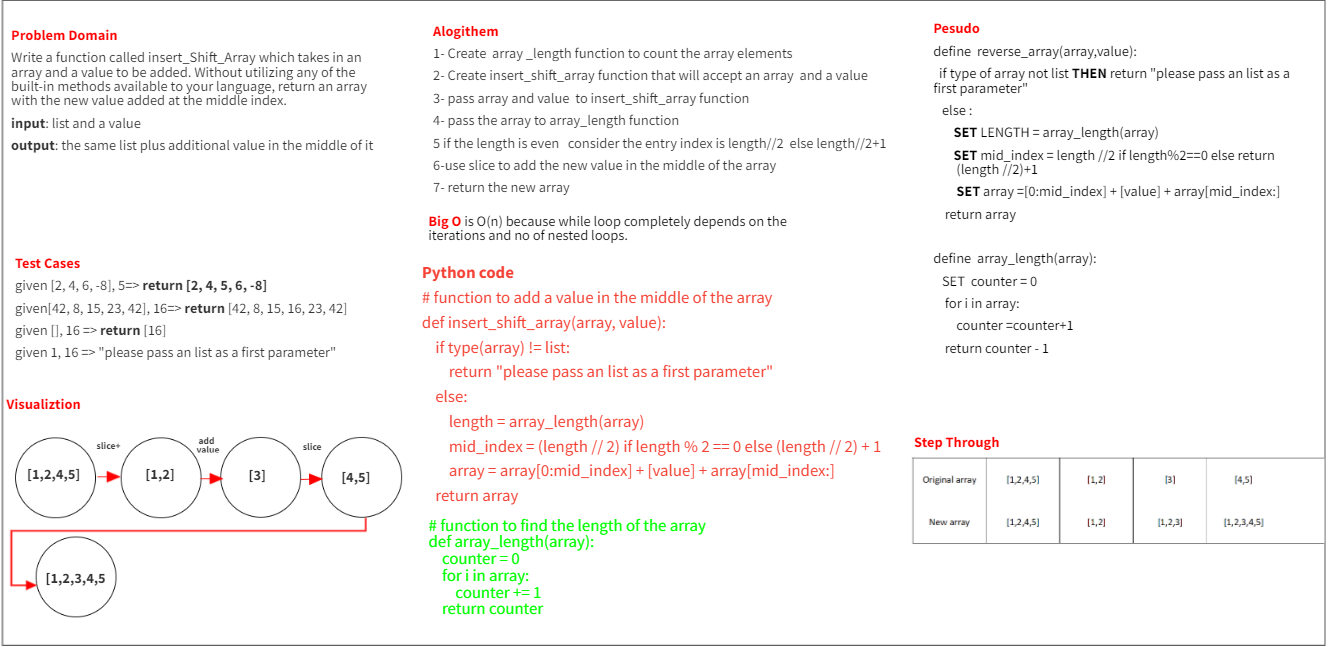 Problem Domain
Write a function called insert_Shift_Array which takes in an
array and a value to be added. Without utilizing any of the
built-in methods available to your language, return an array
with the new value added at the middle index.
input: list and a value
output: the same list plus additional value in the middle of it
Test Cases
given [2, 4, 6, -8], 5=> return [2, 4, 5, 6, -8]
given[42, 8, 15, 23, 42], 16=> return [42, 8, 15, 16, 23, 42]
given [], 16 => return [16]
given 1, 16 => "please pass an list as a first parameter"
Visualiztion
[1,2,4,5]
slice+
[1,2]
add
value
[3]
slice
[4,5]
[1,2,3,4,5
Alogithem
1- Create array _length function to count the array elements
2- Create insert_shift_array function that will accept an array and a value
3- pass array and value to insert_shift_array function
4- pass the array to array_length function
5 if the length is even consider the entry index is length//2 else length//2+1
6-use slice to add the new value in the middle of the array
7- return the new array
Big O is O(n) because while loop completely depends on the
iterations and no of nested loops.
Python code
# function to add a value in the middle of the array
def insert_shift_array(array, value):
if type(array) != list:
return "please pass an list as a first parameter"
else:
length = array_length(array)
mid_index = (length // 2) if length % 2 == 0 else (length // 2) + 1
array = array[0:mid_index] + [value] + array[mid_index:]
return array
# function to find the length of the array
def array_length(array):
counter = 0
for i in array:
counter += 1
return counter
Pesudo
define reverse_array(array,value):
if type of array not list THEN return "please pass an list as a
first parameter"
else :
SET LENGTH = array_length(array)
SET mid_index = length //2 if length%2==0 else return
(length //2)+1
SET array =[0:mid_index] + [value] + array[mid_index:]
return array
define array_length(array):
SET counter = 0
for i in array:
counter =counter+1
return counter - 1
Step Through
Original array [1,2,4,5] [1,2] [3] [4,5]
New array [1,2,4,5] [1,2] [1,2,3] [1,2,3,4,5]